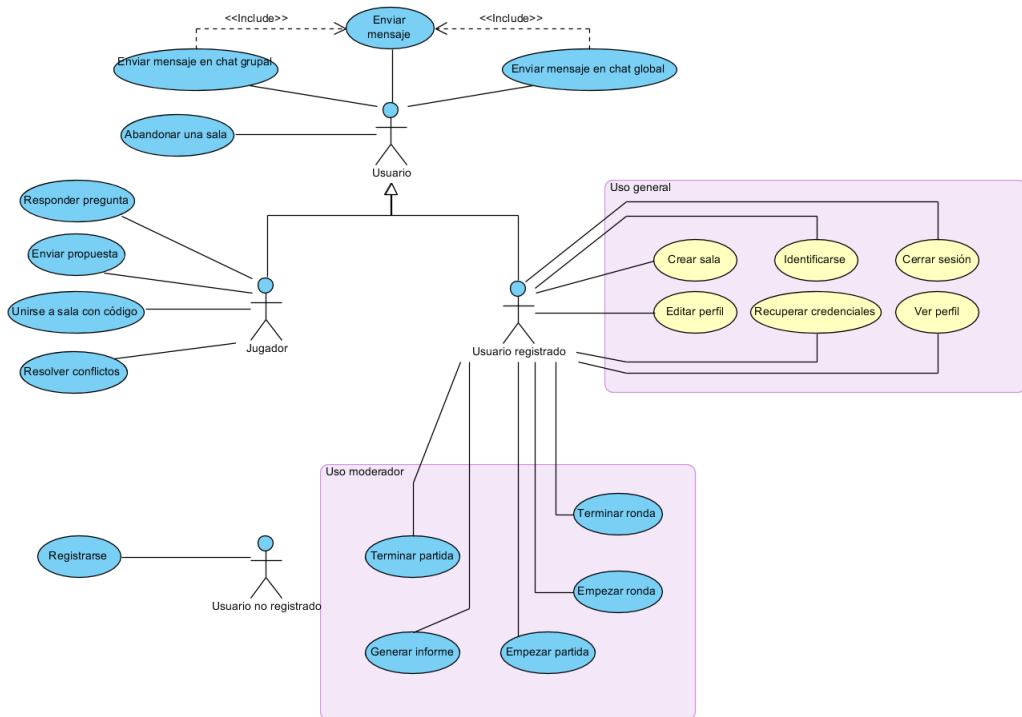 <<Include>>
Enviar
mensaje
<<Include>>
Enviar mensaje en chat grupal
Enviar mensaje en chat global
Abandonar una sala
Usuario
Responder pregunta
Enviar propuesta
Unirse a sala con código
Resolver conflictos
Jugador
Usuario registrado
Uso general
Crear sala
Identificarse
Cerrar sesión
Editar perfil
Recuperar credenciales
Ver perfil
Uso moderador
Terminar ronda
Terminar partida
Empezar ronda
Generar informe
Empezar partida
Registrarse
Usuario no registrado